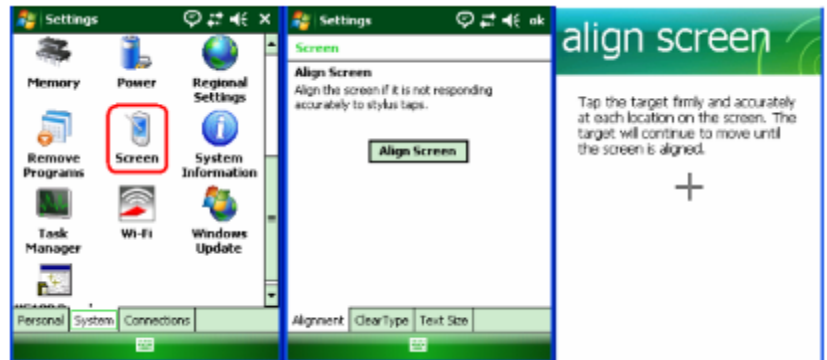 Settings
Memory
Power
Regional
Settings
Remove
Programs
Screen
System
Information
Task
Manager
Wi-Fi
Windows
Update
Personal System Connections
Settings ok
Screen
Align Screen
Align the screen if it is not responding
accurately to stylus taps.
Align Screen
Alignment ClearType Text Size
align screen
Tap the target firmly and accurately
at each location on the screen. The
target will continue to move until
the screen is aligned.